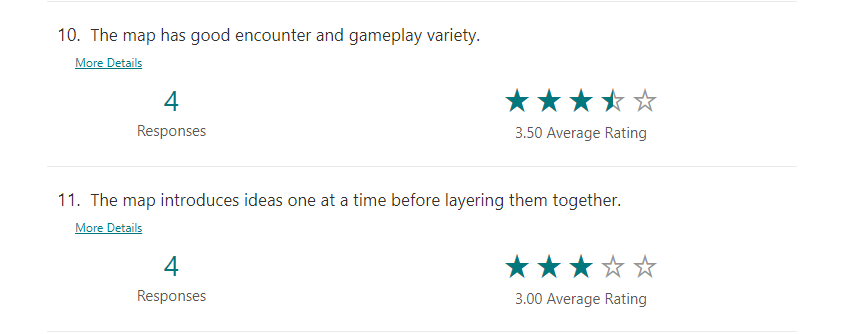 10. The map has good encounter and gameplay variety.
More Details
4
Responses
3.50 Average Rating
11. The map introduces ideas one at a time before layering them together.
More Details
4
Responses
3.00 Average Rating